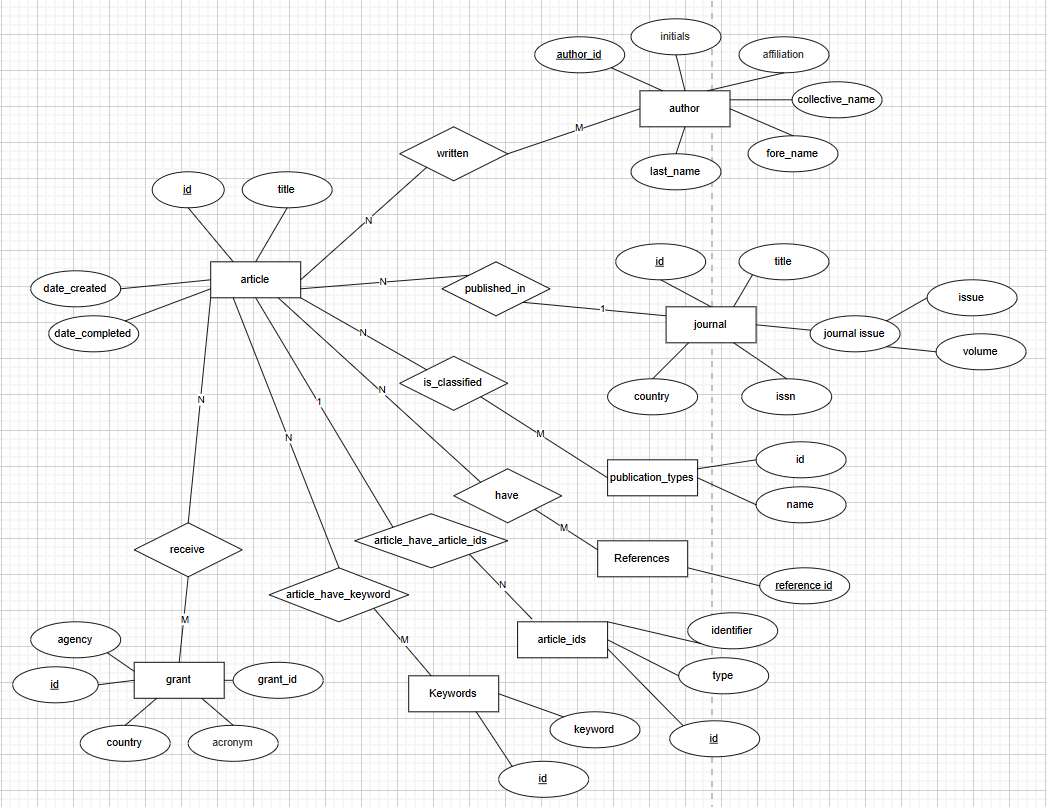 initials
author_id
affiliation
collective_name
author
M
written
fore_name
last_name
id
title
N
id
title
article
N
published_in
date_created
issue
1
journal
date_completed
N
journal issue
volume
is_classified
N
country
issn
N
1
M
N
id
publication_types
have
name
M
article_have_article_ids
receive
References
N
reference id
article_have_keyword
M
identifier
agency
M
article_ids
type
id
grant
grant_id
Keywords
keyword
id
country
acronym
id